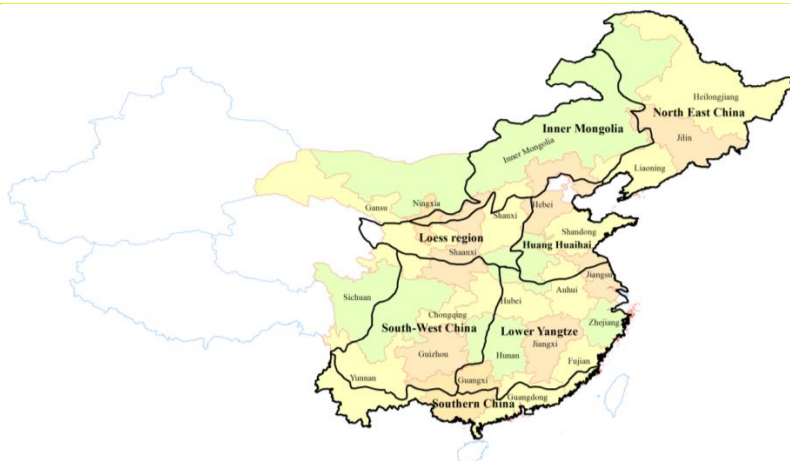 Heilongjiang
North East China
Inner Mongolia
Jilin
Inner Mongolia
Liaoning
Ningxia
Gansu
Hebei
Shanxi
Shandong
Loess region
Huang Huaihai
Shaanxi
Jiangsu
Anhui
Sichuan
Hubei
Chongqing
Zhejiang
South-West China
Lower Yangtze
Jiangxi
Guizhou
Hunan
Fujian
Yunnan
Guangxi
Guangdong
Southern China